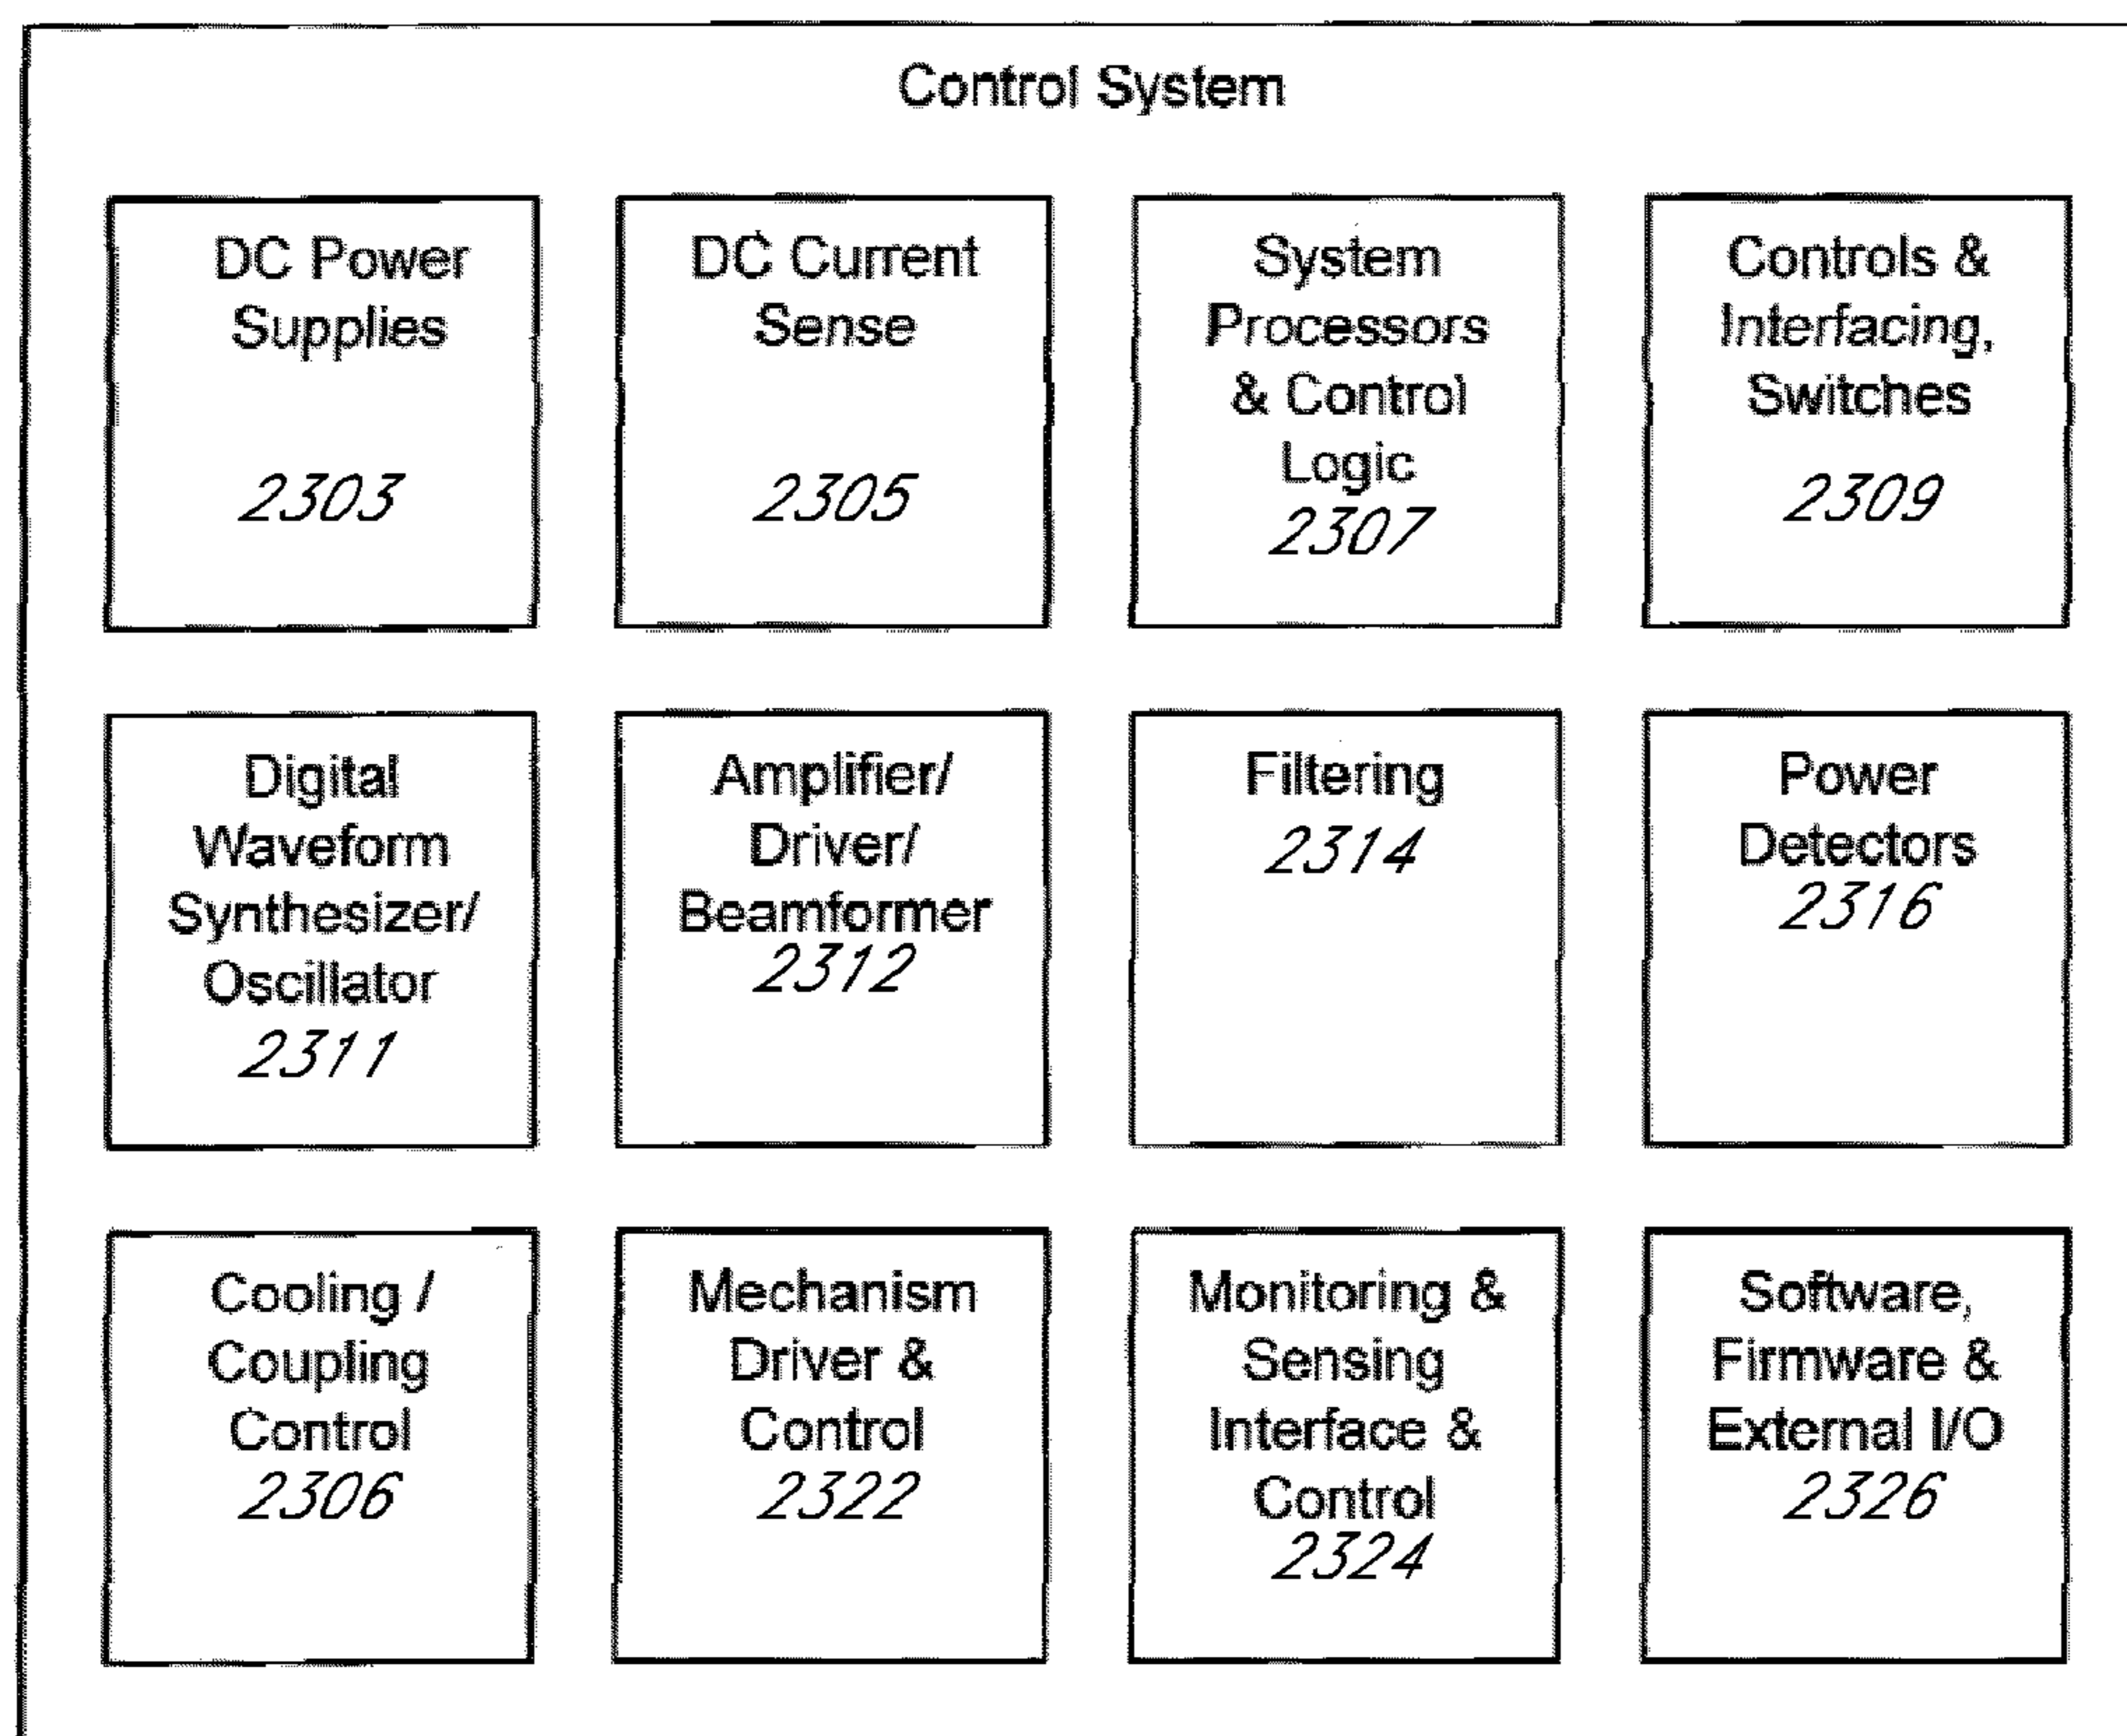 Control System
DC Power
Supplies
2303
DC Current
Sense
2305
System
Processors
& Control
Logic
2307
Controls &
Interfacing,
Switches
2309
Digital
Waveform
Synthesizer/
Oscillator
2311
Amplifier/
Driver/
Beamformer
2312
Filtering
2314
Power
Detectors
2316
Cooling /
Coupling
Control
2306
Mechanism
Driver &
Control
2322
Monitoring &
Sensing
Interface &
Control
2324
Software,
Firmware &
External I/O
2326